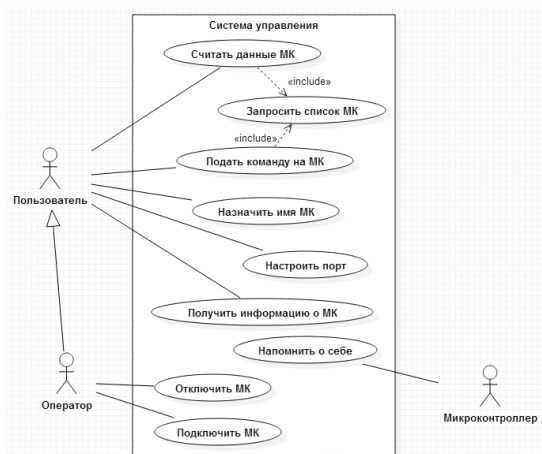 Система управления
Считать данные МК
«include»
Запросить список МК
«include»
Подать команду на МК
Пользователь
Назначить имя МК
Настроить порт
Получить информацию о МК
Напомнить о себе
Отключить МК
Оператор
Микроконтроллер
Подключить МК